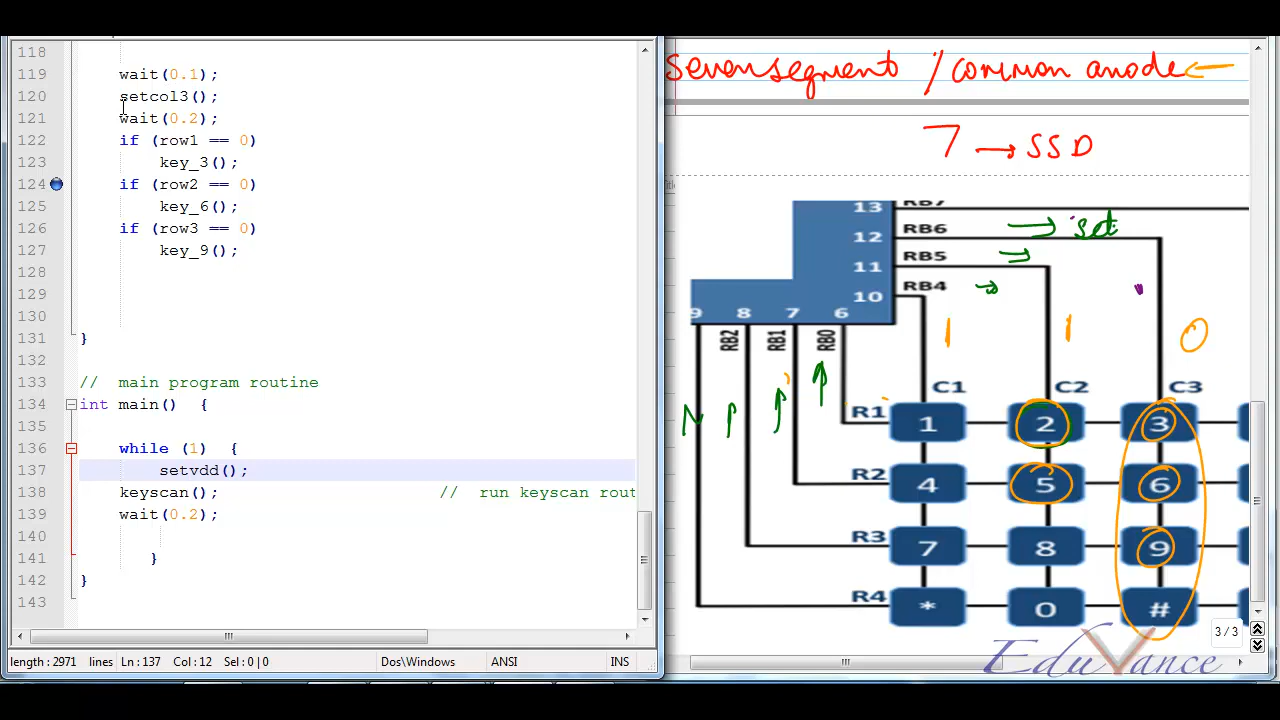 118
119 wait(0.1);
120 setcol3();
121 wait(0.2);
122 if (row1 == 0)
123 key_3();
124 if (row2 == 0)
125 key_6();
126 if (row3 == 0)
127 key_9();
128
129
130
131 }
132
133 // main program routine
134 int main() {
135
136 while (1) {
137 setvdd();
138 keyscan(); // run keyscan rout
139 wait(0.2);
140
141 }
142 }
143
length: 2971 lines Ln:137 Col:12 Sel:0|0 Dos\Windows ANSI INS
Sevensegment / common anode
7 → SSD
13 RB7
12 RB6 → set
11 RB5 →
10 RB4 →
9 8 7 6
RB2 RB1 RB0
1 1 0
C1 C2 C3
R1 1 2 3
R2 4 5 6
R3 7 8 9
R4 * 0 #
3/3
EduVance